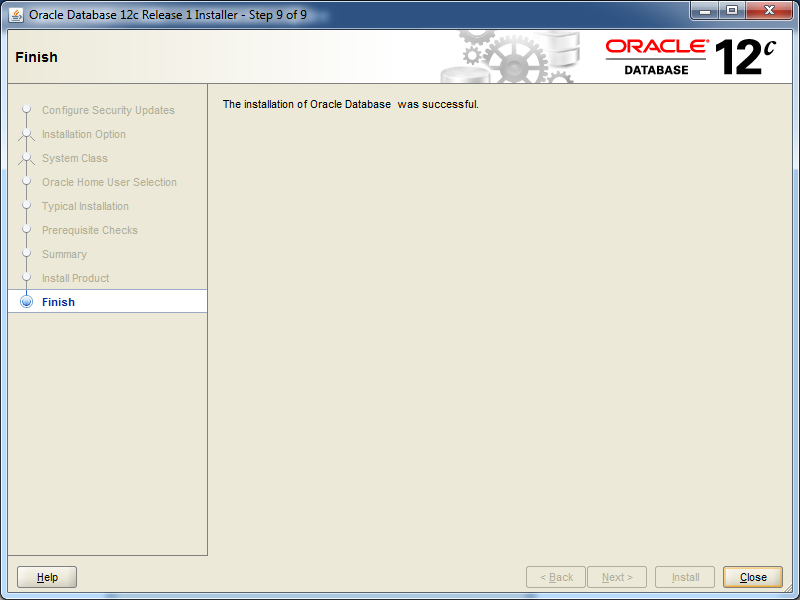 Oracle Database 12c Release 1 Installer - Step 9 of 9
Finish
ORACLE®
DATABASE
12c
Configure Security Updates
Installation Option
System Class
Oracle Home User Selection
Typical Installation
Prerequisite Checks
Summary
Install Product
Finish
The installation of Oracle Database was successful.
Help
< Back
Next >
Install
Close